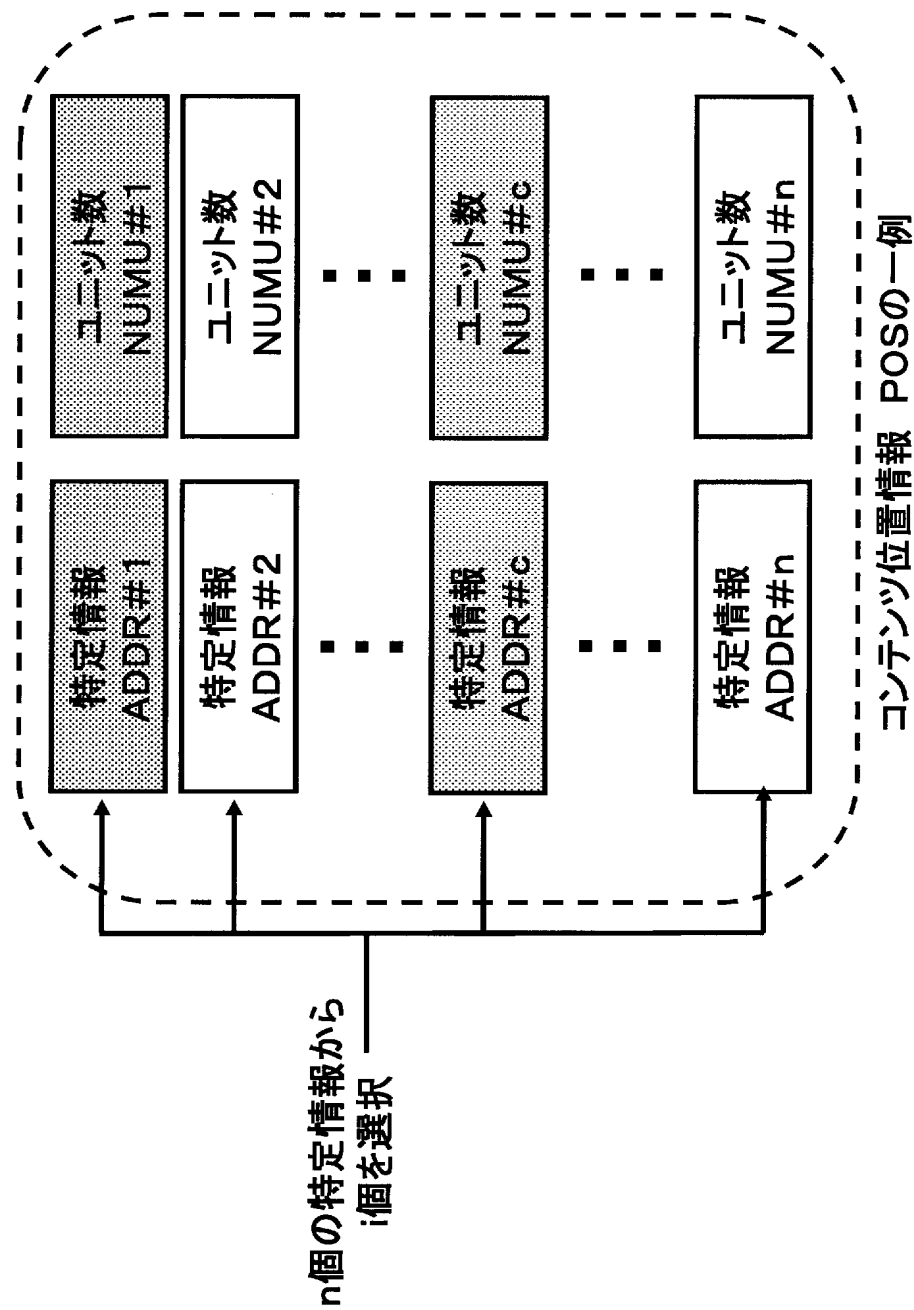 n個の特定情報から
i個を選択
特定情報
ADDR#1
ユニット数
NUMU#1
特定情報
ADDR#2
ユニット数
NUMU#2
特定情報
ADDR#c
ユニット数
NUMU#c
特定情報
ADDR#n
ユニット数
NUMU#n
コンテンツ位置情報 POSの一例